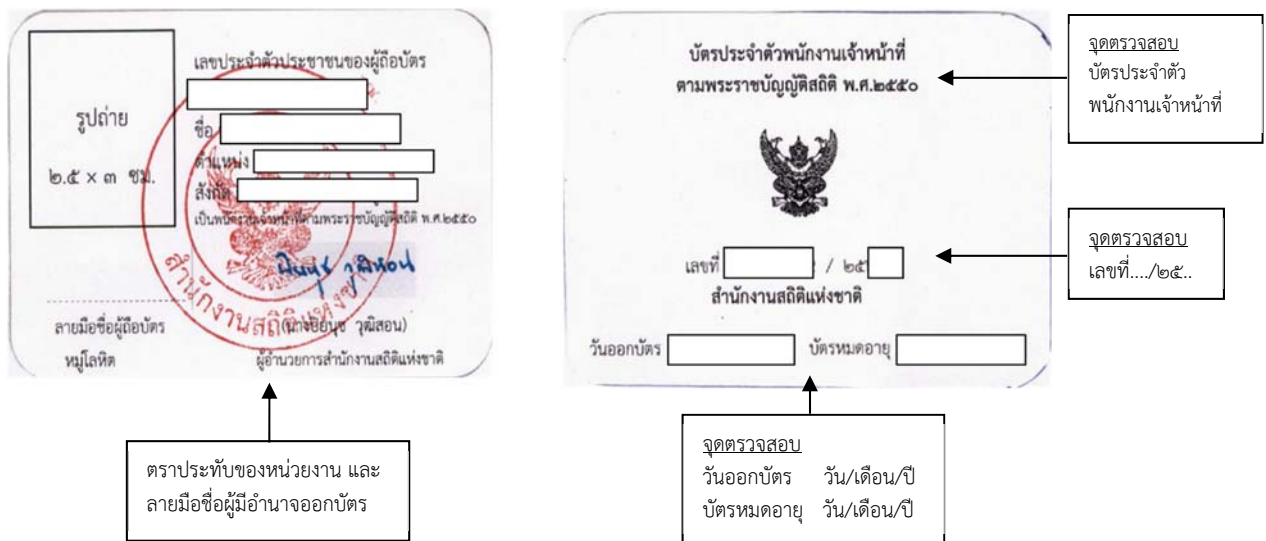 เลขประจำตัวประชาชนของผู้ถือบัตร
รูปถ่าย
๒.๕ × ๓ ซม.
ชื่อ
ตำแหน่ง
สังกัด
เป็นพนักงานเจ้าหน้าที่ตามพระราชบัญญัติสถิติ พ.ศ.๒๕๕๐
สำนักงานสถิติแห่งชาติ
ลายมือชื่อผู้ถือบัตร
หมู่โลหิต
วุฒิสอน)
ผู้อำนวยการสำนักงานสถิติแห่งชาติ
ตราประทับของหน่วยงาน และ
ลายมือชื่อผู้มีอำนาจออกบัตร
บัตรประจำตัวพนักงานเจ้าหน้าที่
ตามพระราชบัญญัติสถิติ พ.ศ.๒๕๕๐
เลขที่ / ๒๕
สำนักงานสถิติแห่งชาติ
วันออกบัตร บัตรหมดอายุ
จุดตรวจสอบ
บัตรประจำตัว
พนักงานเจ้าหน้าที่
จุดตรวจสอบ
เลขที่..../๒๕..
จุดตรวจสอบ
วันออกบัตร วัน/เดือน/ปี
บัตรหมดอายุ วัน/เดือน/ปี